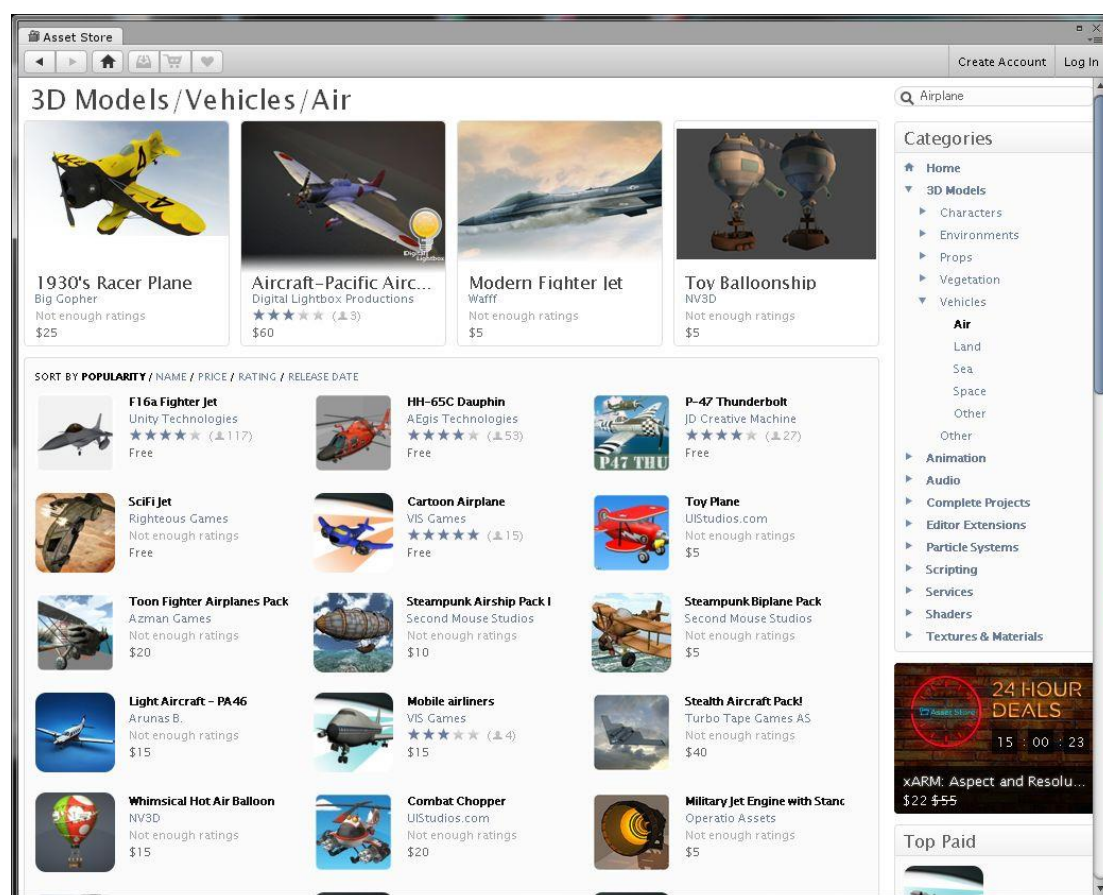 Asset Store
Create Account Log In
3D Models/Vehicles/Air
Airplane
4
4
Digital Lightbox
1930's Racer Plane
Big Gopher
Not enough ratings
$25
Aircraft-Pacific Airc...
Digital Lightbox Productions
(3)
$60
Modern Fighter Jet
Wafff
Not enough ratings
$5
Toy Balloonship
NV3D
Not enough ratings
$5
SORT BY POPULARITY / NAME / PRICE / RATING / RELEASE DATE
F16a Fighter Jet
Unity Technologies
(117)
Free
HH-65C Dauphin
AEgis Technologies
(53)
Free
P47 THU
P-47 Thunderbolt
JD Creative Machine
(27)
Free
SciFi Jet
Righteous Games
Not enough ratings
Free
Cartoon Airplane
VIS Games
(15)
Free
Toy Plane
UIStudios.com
Not enough ratings
$5
Toon Fighter Airplanes Pack
Azman Games
Not enough ratings
$20
Steampunk Airship Pack I
Second Mouse Studios
Not enough ratings
$10
Steampunk Biplane Pack
Second Mouse Studios
Not enough ratings
$5
Light Aircraft - PA46
Arunas B.
Not enough ratings
$15
Mobile airliners
VIS Games
(4)
$15
Stealth Aircraft Pack!
Turbo Tape Games AS
Not enough ratings
$40
Whimsical Hot Air Balloon
NV3D
Not enough ratings
$15
Combat Chopper
UIStudios.com
Not enough ratings
$20
Military Jet Engine with Stanc
Operatio Assets
Not enough ratings
$5
Categories
Home
3D Models
Characters
Environments
Props
Vegetation
Vehicles
Air
Land
Sea
Space
Other
Other
Animation
Audio
Complete Projects
Editor Extensions
Particle Systems
Scripting
Services
Shaders
Textures & Materials
24 HOUR
DEALS
Asset Store
15 : 00 : 23
xARM: Aspect and Resolu...
$22 $55
Top Paid